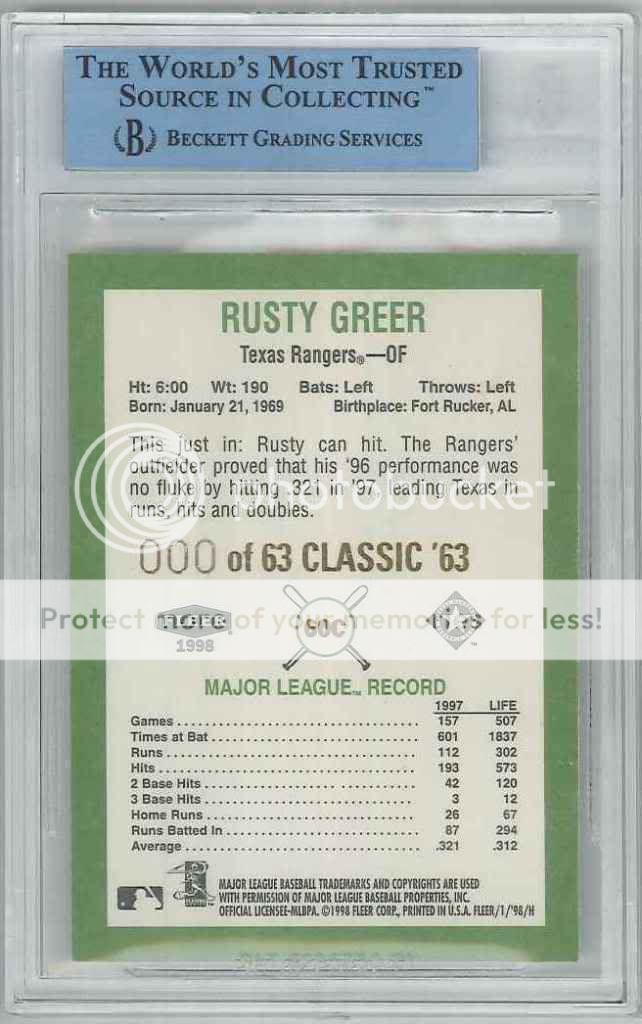 THE WORLD'S MOST TRUSTED
SOURCE IN COLLECTING™
B BECKETT GRADING SERVICES
RUSTY GREER
Texas Rangers®—OF
Ht: 6:00 Wt: 190 Bats: Left Throws: Left
Born: January 21, 1969 Birthplace: Fort Rucker, AL
This just in: Rusty can hit. The Rangers'
outfielder proved that his '96 performance was
no fluke by hitting .321 in '97, leading Texas in
runs, hits and doubles.
photobucket
000 of 63 CLASSIC '63
Protect more of your memories for less!
FLEER
1998
60C
MAJOR LEAGUE™ RECORD
1997 LIFE
Games 157 507
Times at Bat 601 1837
Runs 112 302
Hits 193 573
2 Base Hits 42 120
3 Base Hits 3 12
Home Runs 26 67
Runs Batted In 87 294
Average .321 .312
MAJOR LEAGUE BASEBALL TRADEMARKS AND COPYRIGHTS ARE USED
WITH PERMISSION OF MAJOR LEAGUE BASEBALL PROPERTIES, INC.
OFFICIAL LICENSEE-MLBPA. ©1998 FLEER CORP., PRINTED IN U.S.A. FLEER/1/'98/H